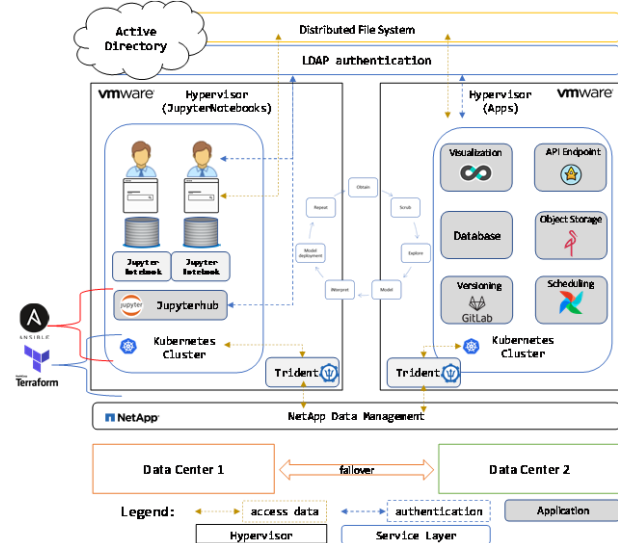 Active
Directory
Distributed File System
LDAP authentication
vmware
Hypervisor
(JupyterNotebooks)
Hypervisor
(Apps)
vmware
Visualization
API Endpoint
Obtain
Repeat
Scrub
Database
Object Storage
Model
deployment
Explore
Jupyter
Notebook
Jupyter
Notebook
Interpret
Model
Versioning
GitLab
Scheduling
jupyter
Jupyterhub
A
ANSIBLE
Kubernetes
Cluster
Kubernetes
Cluster
HashiCorp
Terraform
Trident
Trident
NetApp
NetApp Data Management
Data Center 1
failover
Data Center 2
Legend:
access data
authentication
Application
Hypervisor
Service Layer